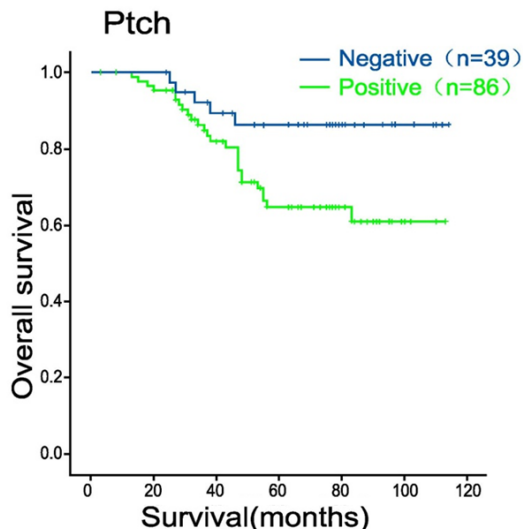 Ptch
Negative（n=39）
Positive（n=86）
1.0
0.8
0.6
0.4
0.2
0.0
Overall survival
0 20 40 60 80 100 120
Survival(months)